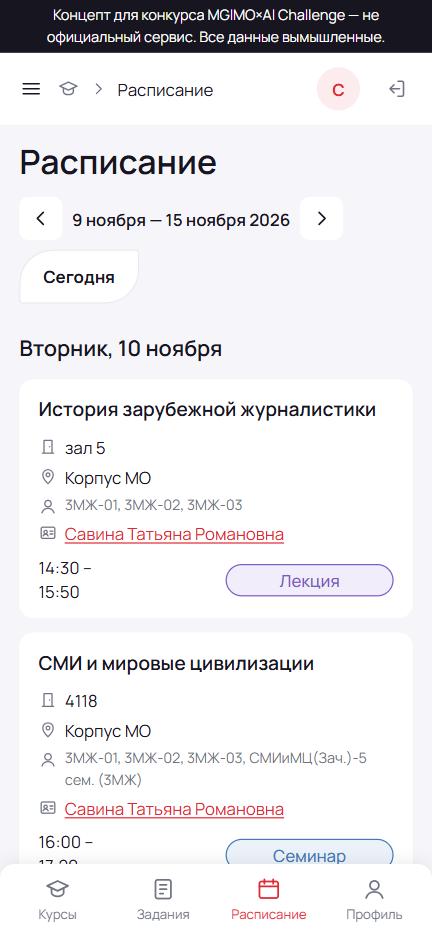 Концепт для конкурса MGIMO×AI Challenge — не
официальный сервис. Все данные вымышленные.
Расписание
С
Расписание
9 ноября — 15 ноября 2026
Сегодня
Вторник, 10 ноября
История зарубежной журналистики
зал 5
Корпус МО
3МЖ-01, 3МЖ-02, 3МЖ-03
Савина Татьяна Романовна
14:30 –
15:50
Лекция
СМИ и мировые цивилизации
4118
Корпус МО
3МЖ-01, 3МЖ-02, 3МЖ-03, СМИиМЦ(Зач.)-5
сем. (3МЖ)
Савина Татьяна Романовна
16:00 –
Семинар
Курсы
Задания
Расписание
Профиль